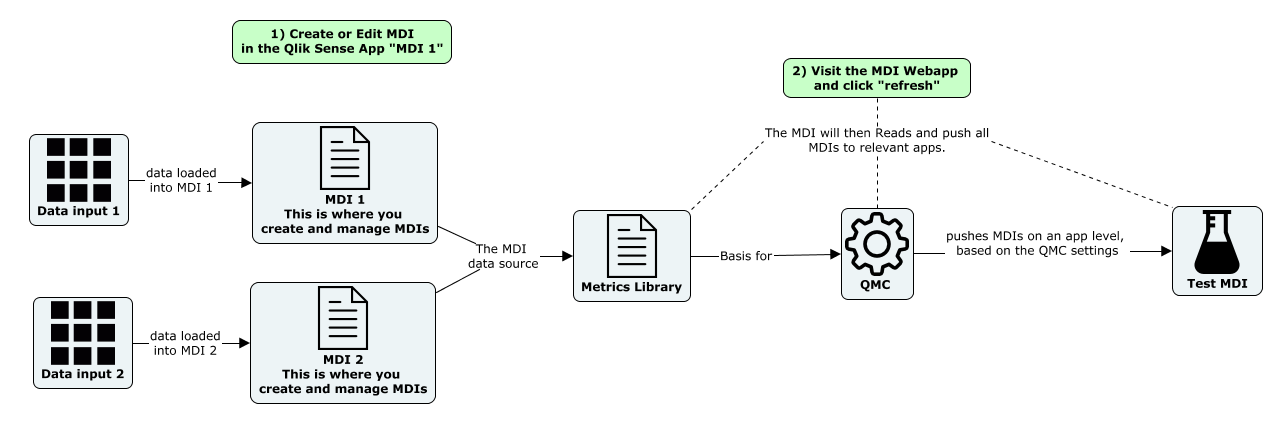 1) Create or Edit MDI
in the Qlik Sense App "MDI 1"
2) Visit the MDI Webapp
and click "refresh"
The MDI will then Reads and push all
MDIs to relevant apps.
Data input 1
data loaded
into MDI 1
MDI 1
This is where you
create and manage MDIs
The MDI
data source
Metrics Library
Basis for
QMC
pushes MDIs on an app level,
based on the QMC settings
Test MDI
Data input 2
data loaded
into MDI 2
MDI 2
This is where you
create and manage MDIs